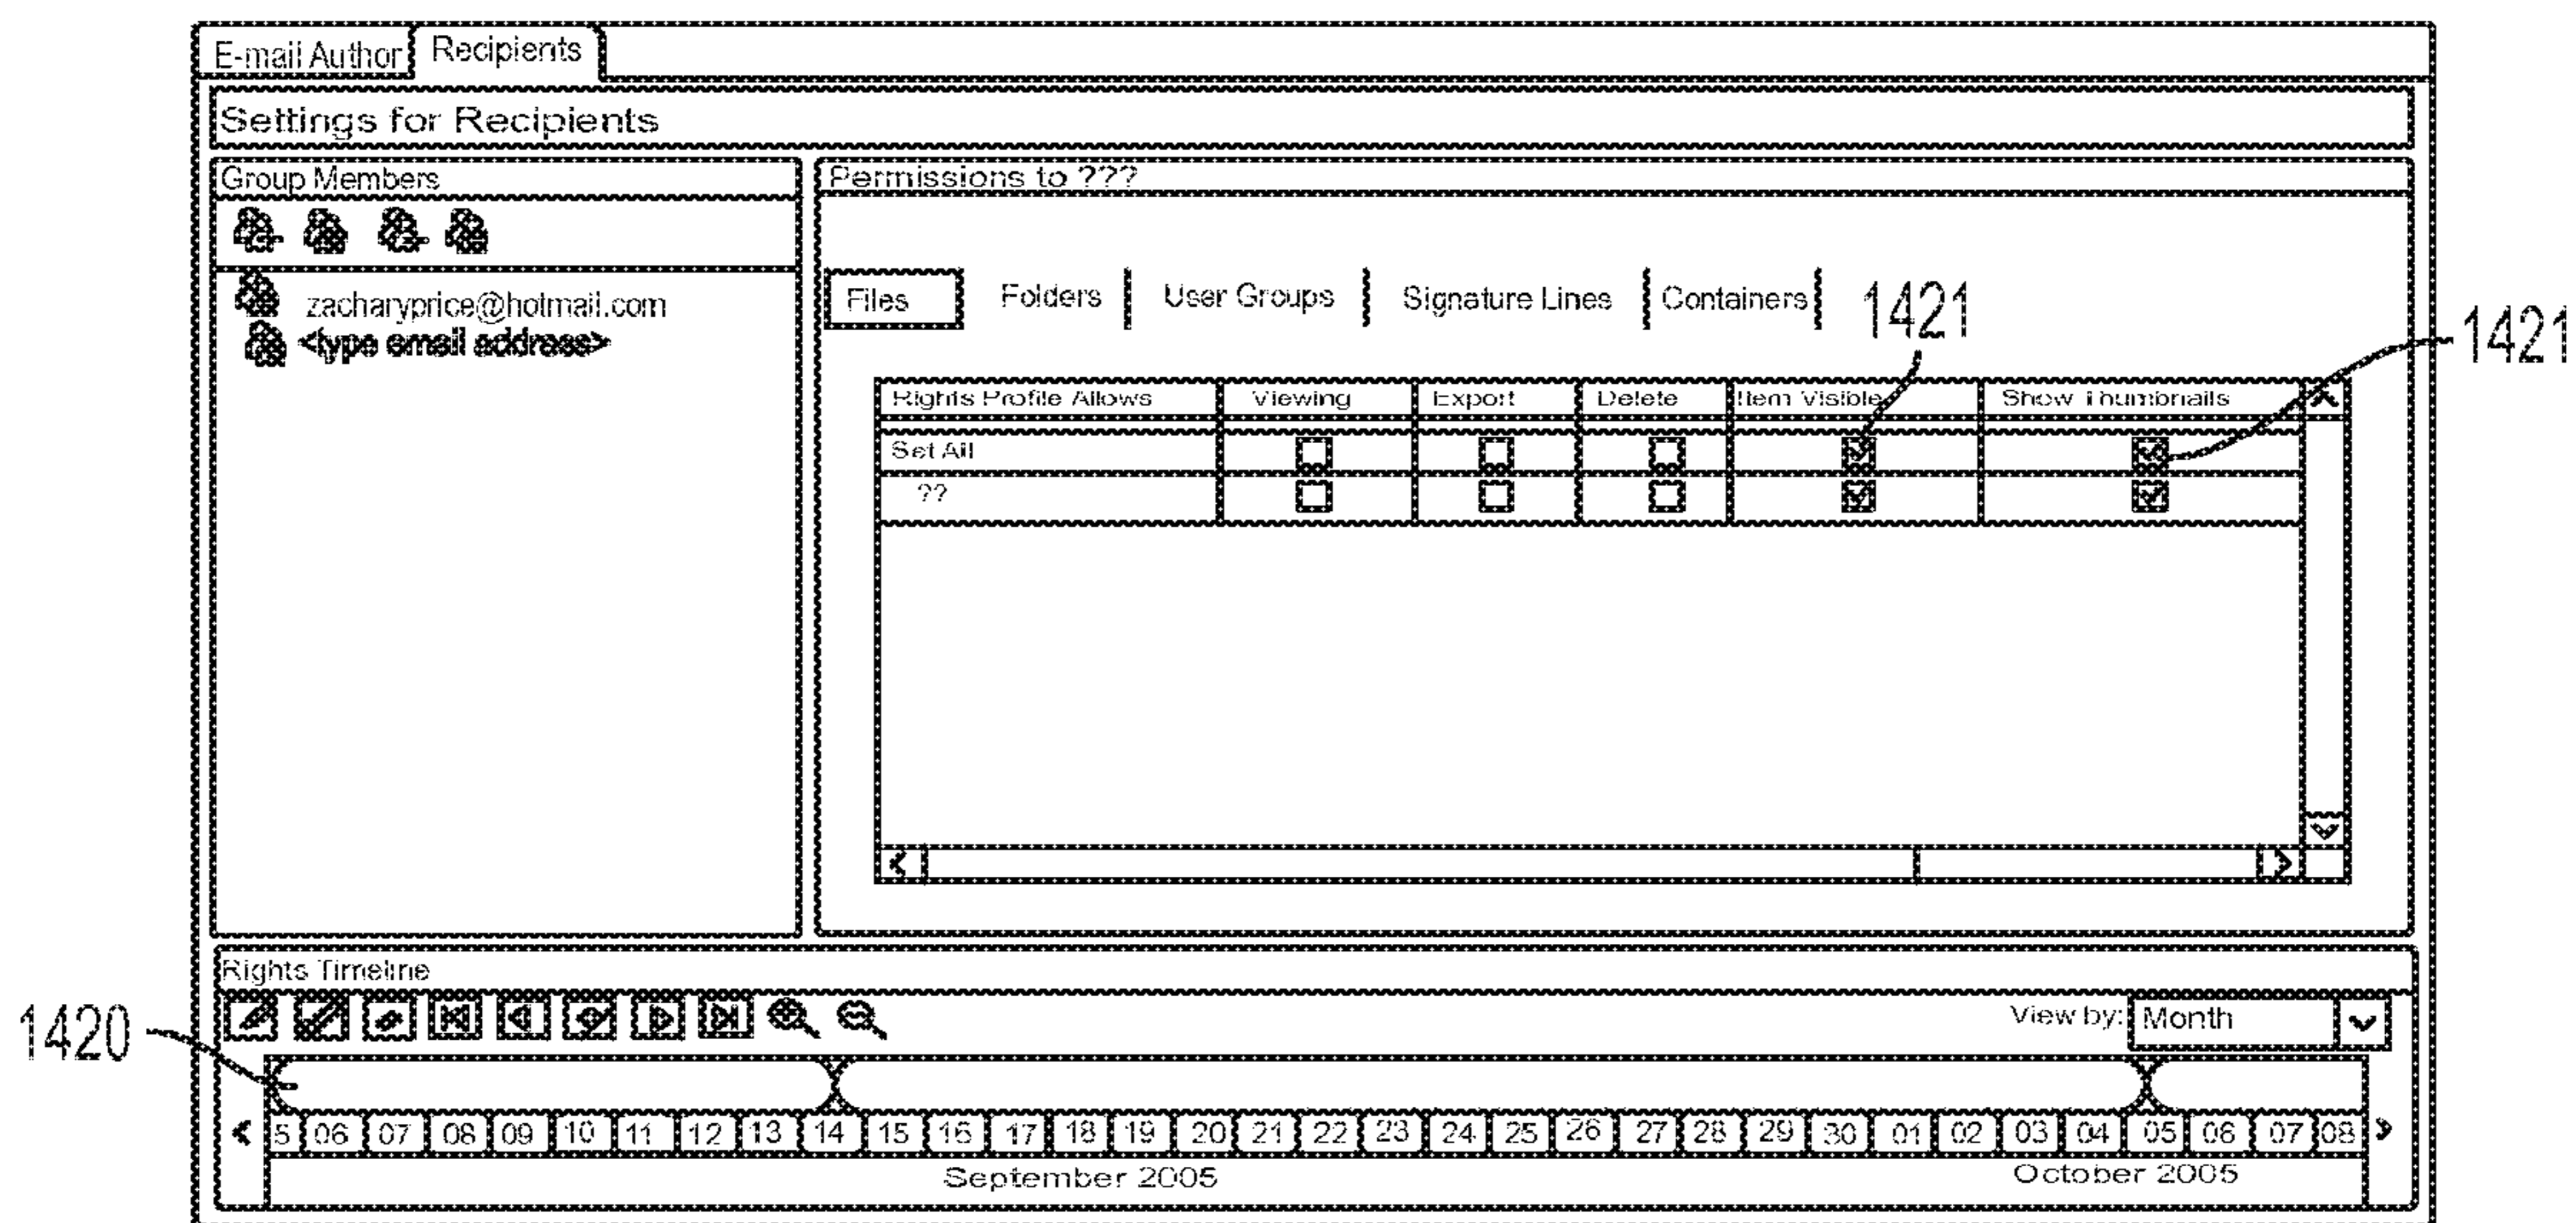 E-mail Author Recipients
Settings for Recipients
Group Members
Permissions to ???
zacharyprice@hotmail.com
<type email address>
Files Folders User Groups Signature Lines Containers 1421
1421
Rights Profile Allows Viewing Export Delete Item Visible Show Thumbnails
Set All
??
Rights Timeline
1420
View by: Month
5 06 07 08 09 10 11 12 13 14 15 16 17 18 19 20 21 22 23 24 25 26 27 28 29 30 01 02 03 04 05 06 07 08
September 2005 October 2005